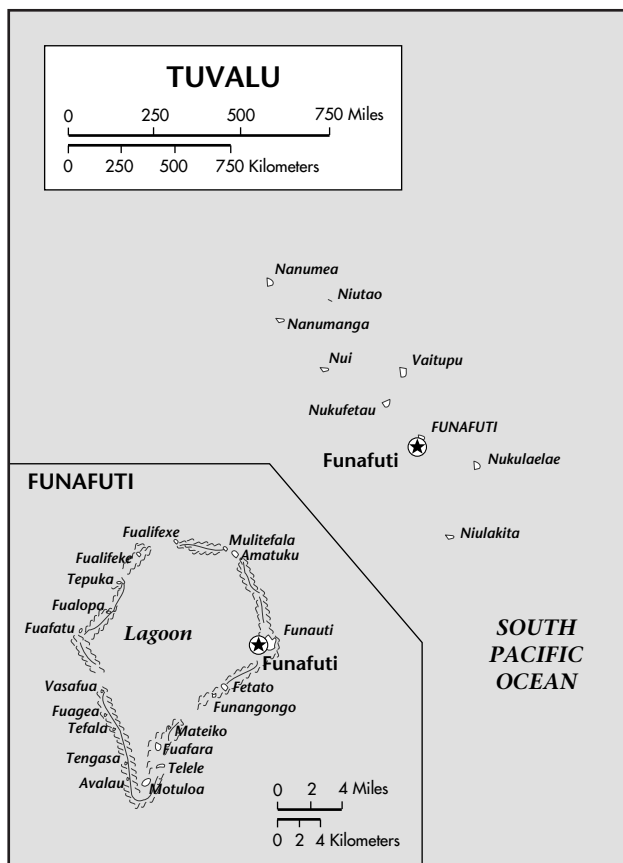 TUVALU
0 250 500 750 Miles
0 250 500 750 Kilometers
Nanumea
Niutao
Nanumanga
Nui
Vaitupu
Nukufetau
FUNAFUTI
Funafuti
Nukulaelae
Niulakita
SOUTH
PACIFIC
OCEAN
FUNAFUTI
Fualifexe
Mulitefala
Fualifeke
Amatuku
Tepuka
Fualopa
Fuafatu
Lagoon
Funauti
Funafuti
Vasafua
Fetato
Funangongo
Fuagea
Tefala
Mateiko
Fuafara
Tengasa
Telele
Avalau
Motuloa
0 2 4 Miles
0 2 4 Kilometers